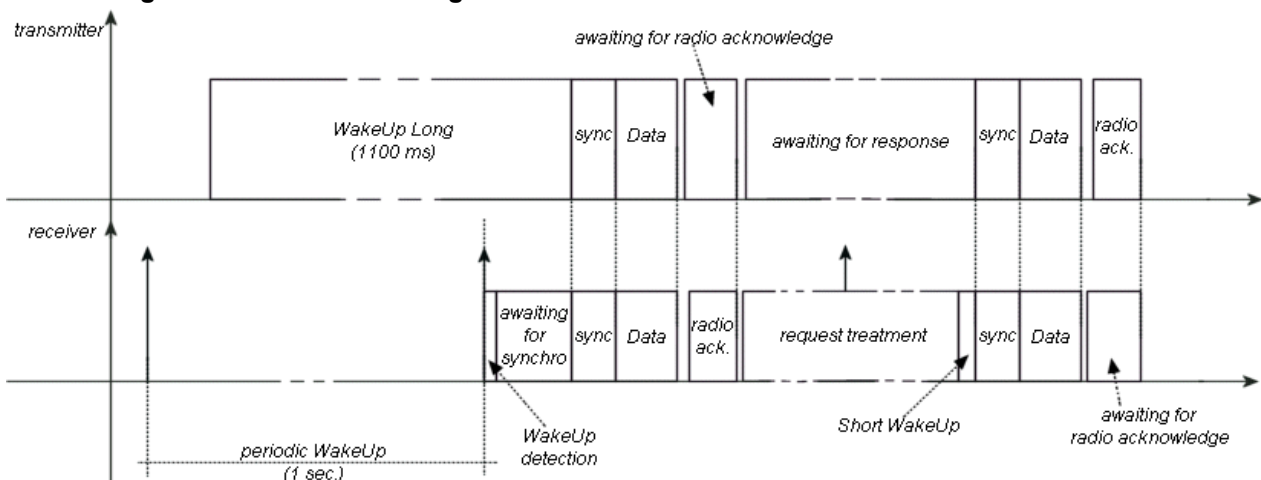 transmitter
awaiting for radio acknowledge
WakeUp Long
(1100 ms)
sync
Data
awaiting for response
sync
Data
radio
ack.
receiver
awaiting
for
synchro
sync
Data
radio
ack.
request treatment
sync
Data
Short WakeUp
awaiting for
radio acknowledge
WakeUp
detection
periodic WakeUp
(1 sec.)